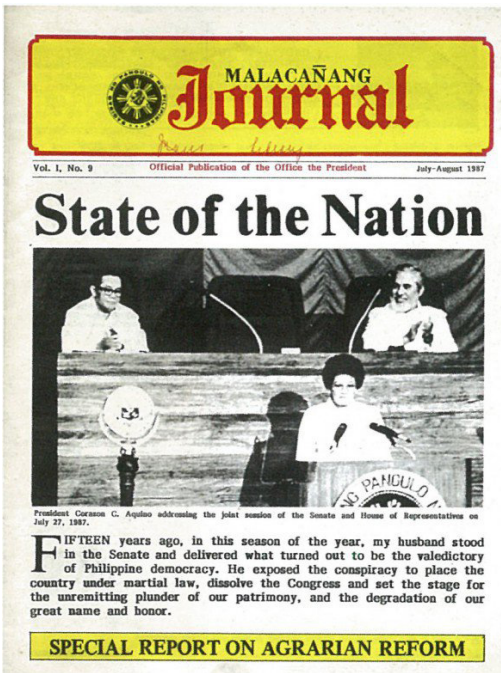 MALACAÑANG
Journal
Vol. I, No. 9
Official Publication of the Office the President
July-August 1987
State of the Nation
PANGULO N
President Corazon C. Aquino addressing the joint session of the Senate and House of Representatives on
July 27, 1987.
FIFTEEN years ago, in this season of the year, my husband stood
in the Senate and delivered what turned out to be the valedictory
of Philippine democracy. He exposed the conspiracy to place the
country under martial law, dissolve the Congress and set the stage for
the unremitting plunder of our patrimony, and the degradation of our
great name and honor.
SPECIAL REPORT ON AGRARIAN REFORM